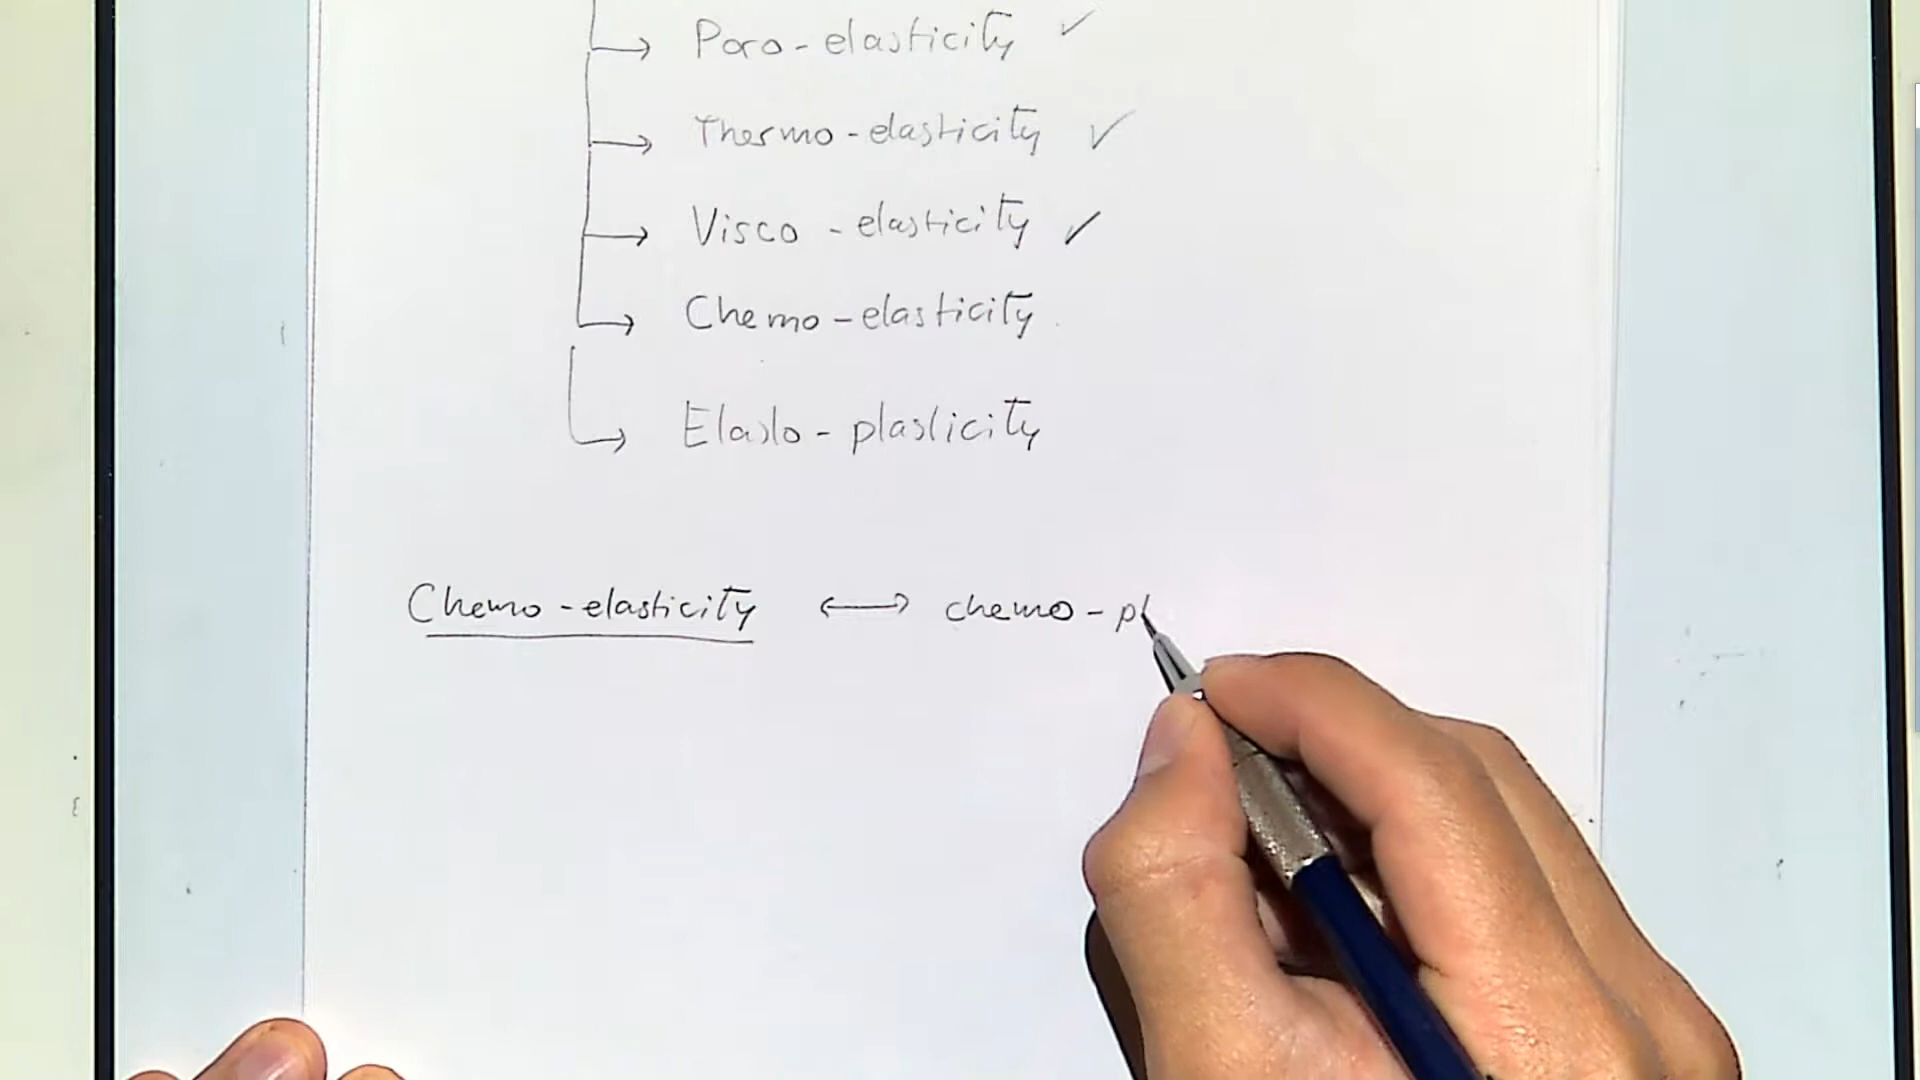 → Poro - elasticity ✓
→ Thermo - elasticity ✓
→ Visco - elasticity ✓
→ Chemo - elasticity
→ Elasto - plasticity
Chemo - elasticity ↔ chemo - pl